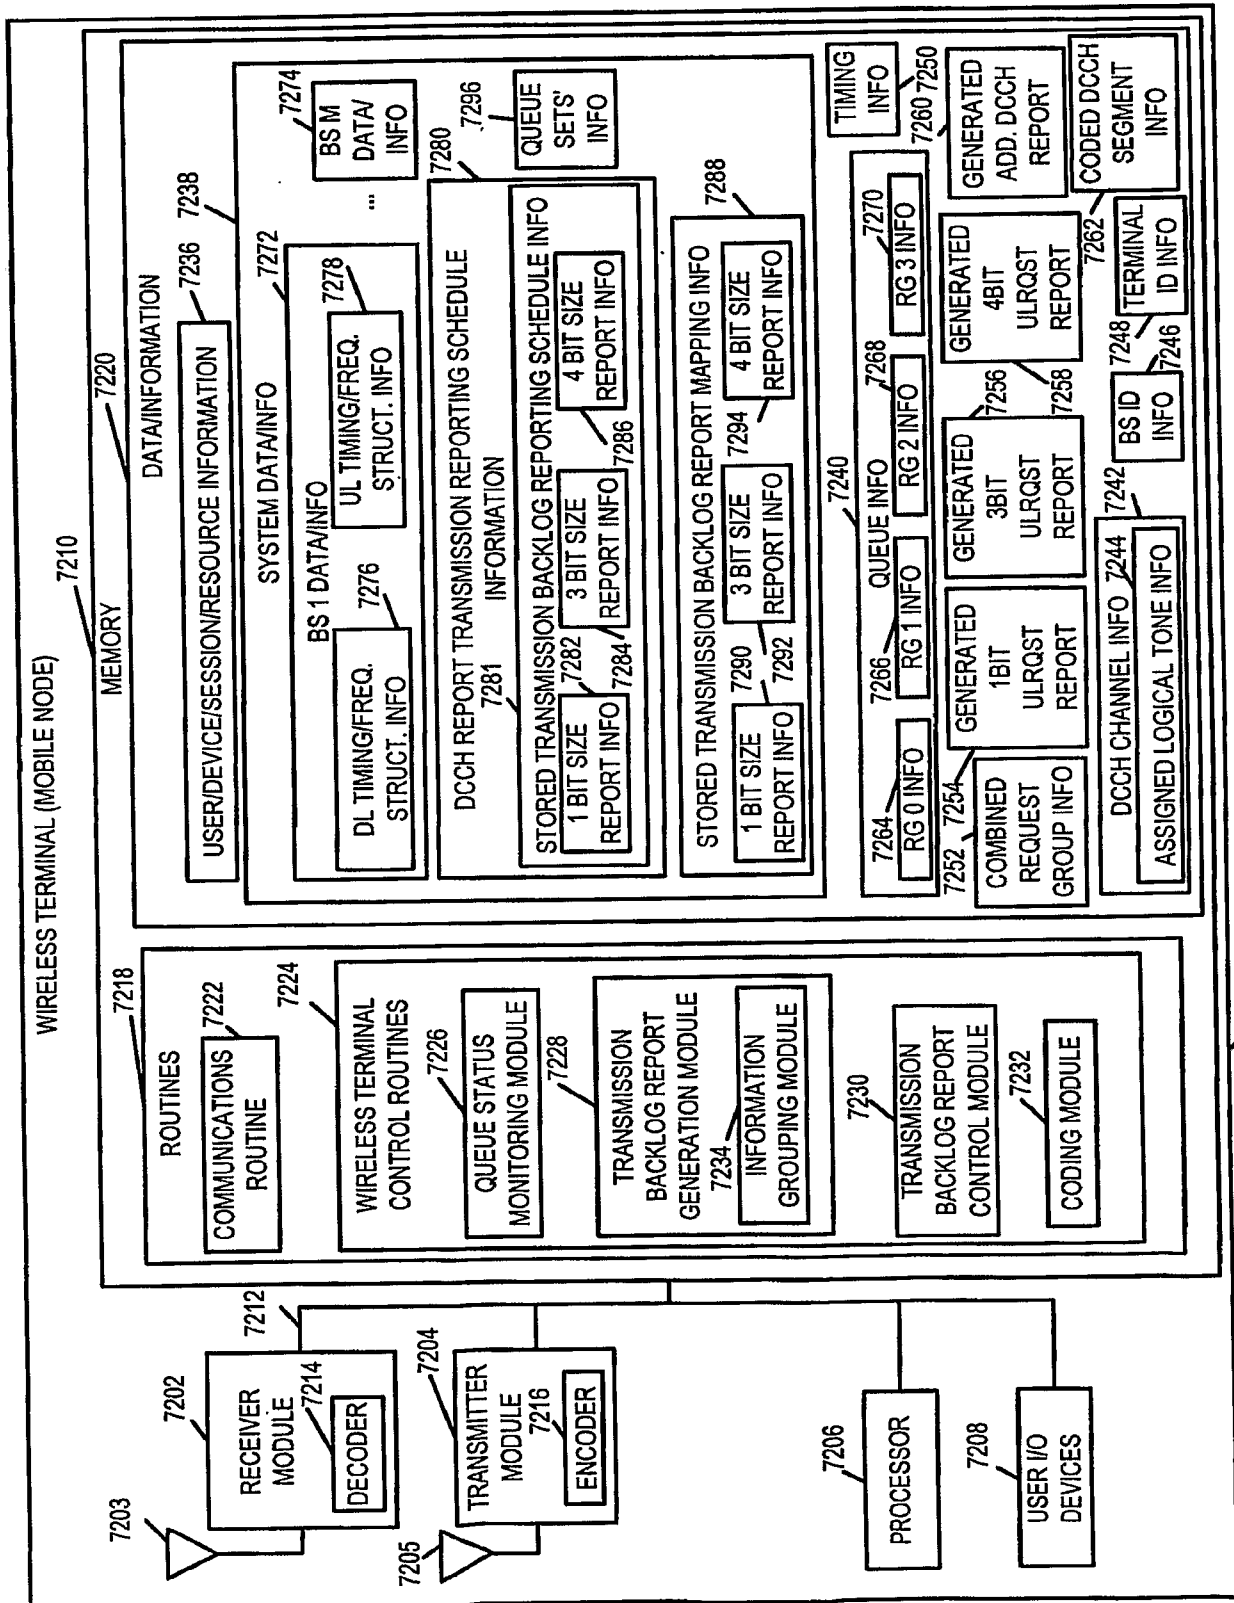 WIRELESS TERMINAL (MOBILE NODE)
7210
7203
7202
RECEIVER
MODULE
7214
DECODER
7212
7205
7204
TRANSMITTER
MODULE
7216
ENCODER
7206
PROCESSOR
7208
USER I/O
DEVICES
MEMORY
7218
ROUTINES
7222
COMMUNICATIONS
ROUTINE
7224
WIRELESS TERMINAL
CONTROL ROUTINES
7226
QUEUE STATUS
MONITORING MODULE
7228
TRANSMISSION
BACKLOG REPORT
GENERATION MODULE
7234
INFORMATION
GROUPING MODULE
7230
TRANSMISSION
BACKLOG REPORT
CONTROL MODULE
7232
CODING MODULE
7220
DATA/INFORMATION
7236
USER/DEVICE/SESSION/RESOURCE INFORMATION
7238
SYSTEM DATA/INFO
7272
BS 1 DATA/INFO
7276
DL TIMING/FREQ.
STRUCT. INFO
7278
UL TIMING/FREQ.
STRUCT. INFO
...
7274
BS M
DATA/
INFO
7280
DCCH REPORT TRANSMISSION REPORTING SCHEDULE
INFORMATION
7281
STORED TRANSMISSION BACKLOG REPORTING SCHEDULE INFO
7282
1 BIT SIZE
REPORT INFO
7284
3 BIT SIZE
REPORT INFO
7286
4 BIT SIZE
REPORT INFO
7296
QUEUE
SETS'
INFO
7288
STORED TRANSMISSION BACKLOG REPORT MAPPING INFO
7290
1 BIT SIZE
REPORT INFO
7292
3 BIT SIZE
REPORT INFO
7294
4 BIT SIZE
REPORT INFO
7240
QUEUE INFO
7264
RG 0 INFO
7266
RG 1 INFO
7268
RG 2 INFO
7270
RG 3 INFO
7250
TIMING
INFO
7252
COMBINED
REQUEST
GROUP INFO
7254
GENERATED
1BIT
ULRQST
REPORT
7256
GENERATED
3BIT
ULRQST
REPORT
7258
GENERATED
4BIT
ULRQST
REPORT
7260
GENERATED
ADD. DCCH
REPORT
7242
DCCH CHANNEL INFO
7244
ASSIGNED LOGICAL TONE INFO
7246
BS ID
INFO
7248
TERMINAL
ID INFO
7262
CODED DCCH
SEGMENT
INFO